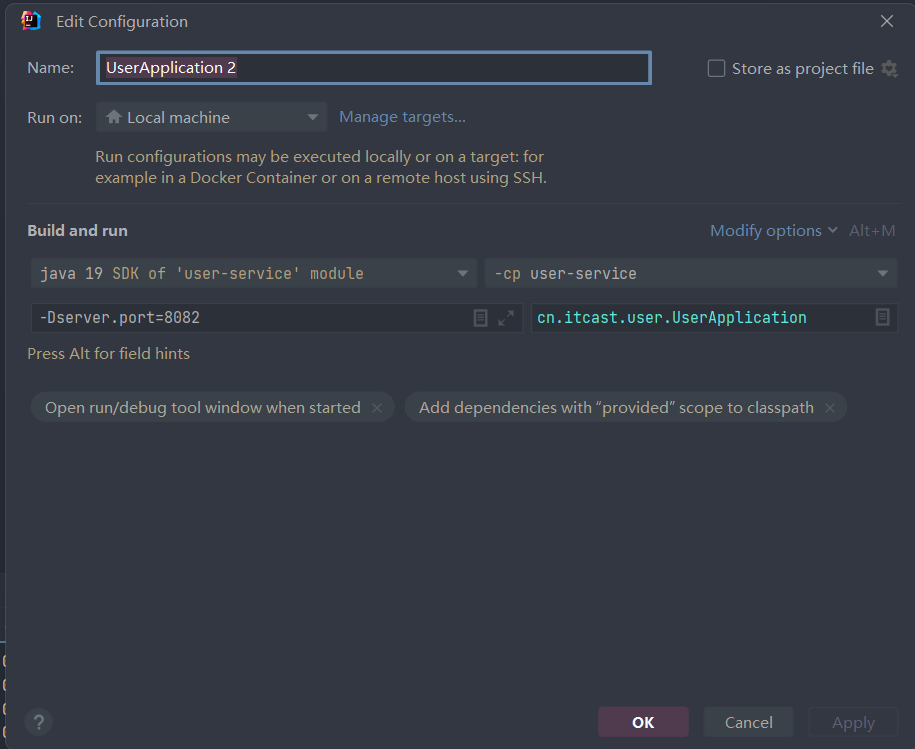 Edit Configuration
Name: UserApplication 2 Store as project file
Run on: Local machine Manage targets...
Run configurations may be executed locally or on a target: for
example in a Docker Container or on a remote host using SSH.
Build and run Modify options Alt+M
java 19 SDK of 'user-service' module -cp user-service
-Dserver.port=8082 cn.itcast.user.UserApplication
Press Alt for field hints
Open run/debug tool window when started × Add dependencies with “provided” scope to classpath ×
? OK Cancel Apply